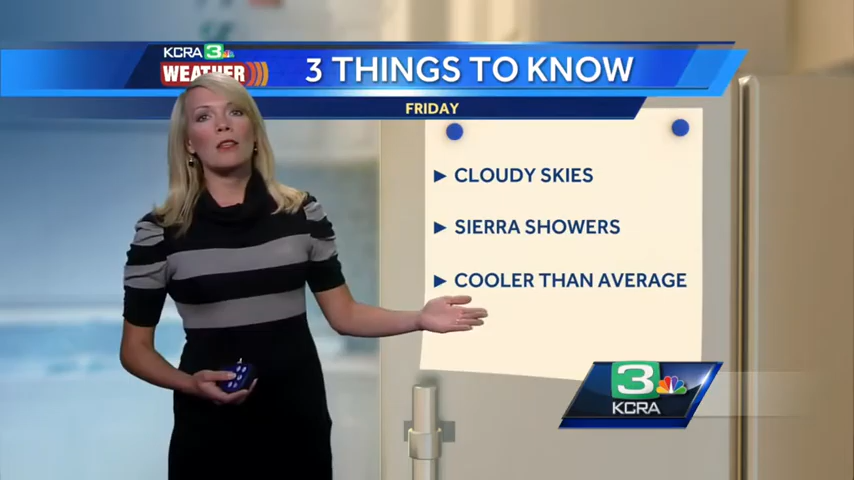 KCRA 3
WEATHER
3 THINGS TO KNOW
FRIDAY
► CLOUDY SKIES
► SIERRA SHOWERS
► COOLER THAN AVERAGE
3
KCRA